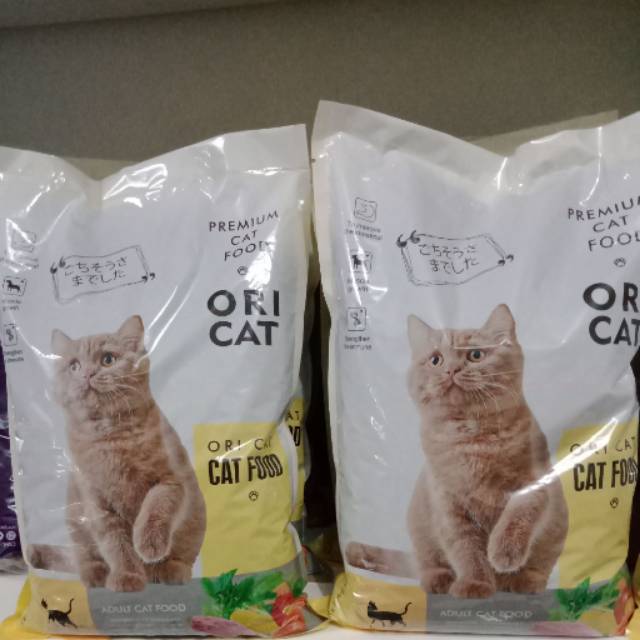 PREMIUM
CAT
FOOD
ごちそうさ
までした
ORI
CAT
ORI CAT
CAT FOOD
ADULT CAT FOOD
PREMIUM
CAT
FOOD
ごちそうさ
までした
ORI
CAT
ORI CAT
CAT FOO
ADULT CAT FOOD